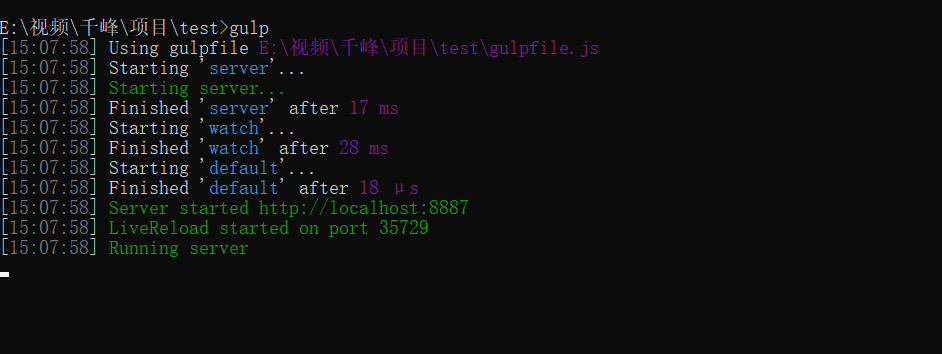 E:\视频\千峰\项目\test>gulp
[15:07:58] Using gulpfile E:\视频\千峰\项目\test\gulpfile.js
[15:07:58] Starting 'server'...
[15:07:58] Starting server...
[15:07:58] Finished 'server' after 17 ms
[15:07:58] Starting 'watch'...
[15:07:58] Finished 'watch' after 28 ms
[15:07:58] Starting 'default'...
[15:07:58] Finished 'default' after 18 μs
[15:07:58] Server started http://localhost:8887
[15:07:58] LiveReload started on port 35729
[15:07:58] Running server